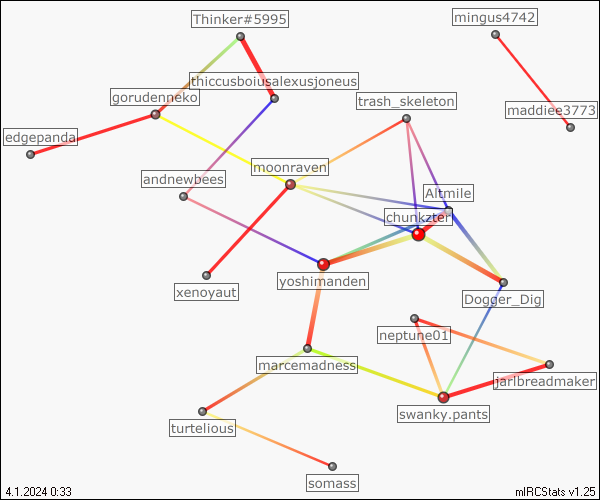 Thinker#5995
mingus4742
thiccusboiusalexusjoneus
gorudenneko
trash_skeleton
maddiee3773
edgepanda
moonraven
andnewbees
Altmile
chunkzter
yoshimanden
xenoyaut
Dogger_Dig
neptune01
marcemadness
jarlbreadmaker
swanky.pants
turtelious
somass
4.1.2024 0:33
mIRCStats v1.25